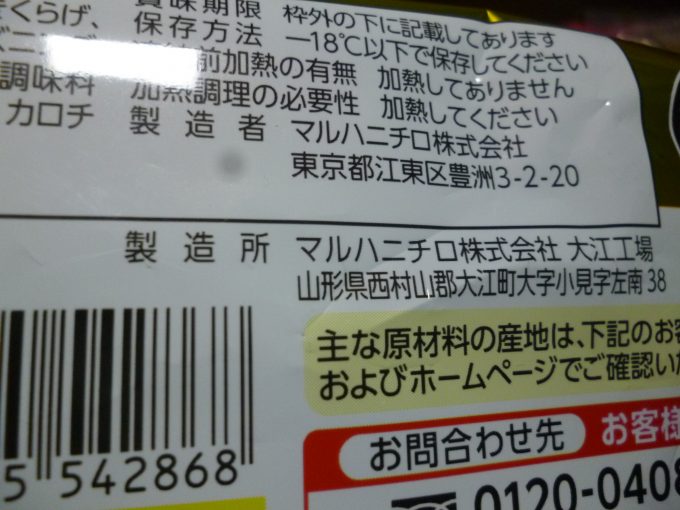 きくらげ、 賞味期限 枠外の下に記載してあります
保存方法 −18℃以下で保存してください
前加熱の有無 加熱してありません
調味料 加熱調理の必要性 加熱してください
カロチ 製造者 マルハニチロ株式会社
東京都江東区豊洲3-2-20
製造所 マルハニチロ株式会社 大江工場
山形県西村山郡大江町大字小見字左南 38
主な原材料の産地は、下記のお客
およびホームページでご確認いた
お問合わせ先 お客様
5 542868 0120-0408